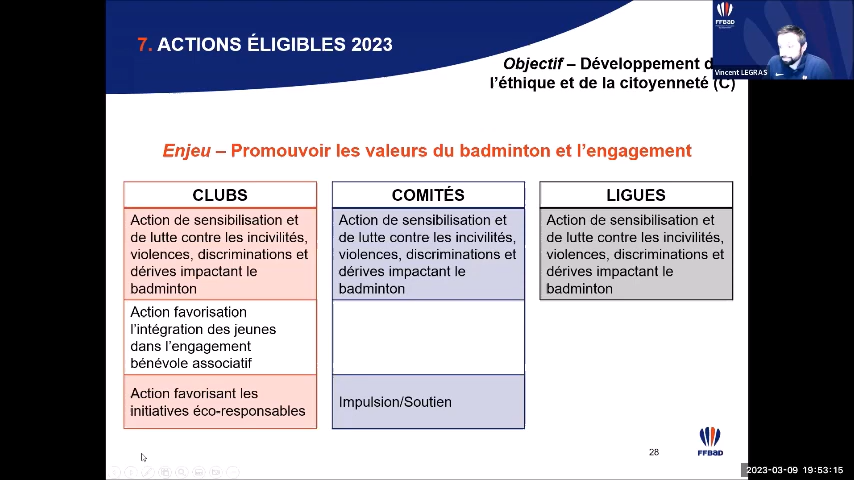 7. ACTIONS ÉLIGIBLES 2023
FFBaD
Vincent LEGRAS
Objectif – Développement d
l'éthique et de la citoyenneté (C)
Enjeu – Promouvoir les valeurs du badminton et l'engagement
CLUBS
Action de sensibilisation et
de lutte contre les incivilités,
violences, discriminations et
dérives impactant le
badminton
Action favorisation
l'intégration des jeunes
dans l'engagement
bénévole associatif
Action favorisant les
initiatives éco-responsables
COMITÉS
Action de sensibilisation et
de lutte contre les incivilités,
violences, discriminations et
dérives impactant le
badminton
Impulsion/Soutien
LIGUES
Action de sensibilisation et
de lutte contre les incivilités,
violences, discriminations et
dérives impactant le
badminton
28
FFBaD
2023-03-09 19:53:15